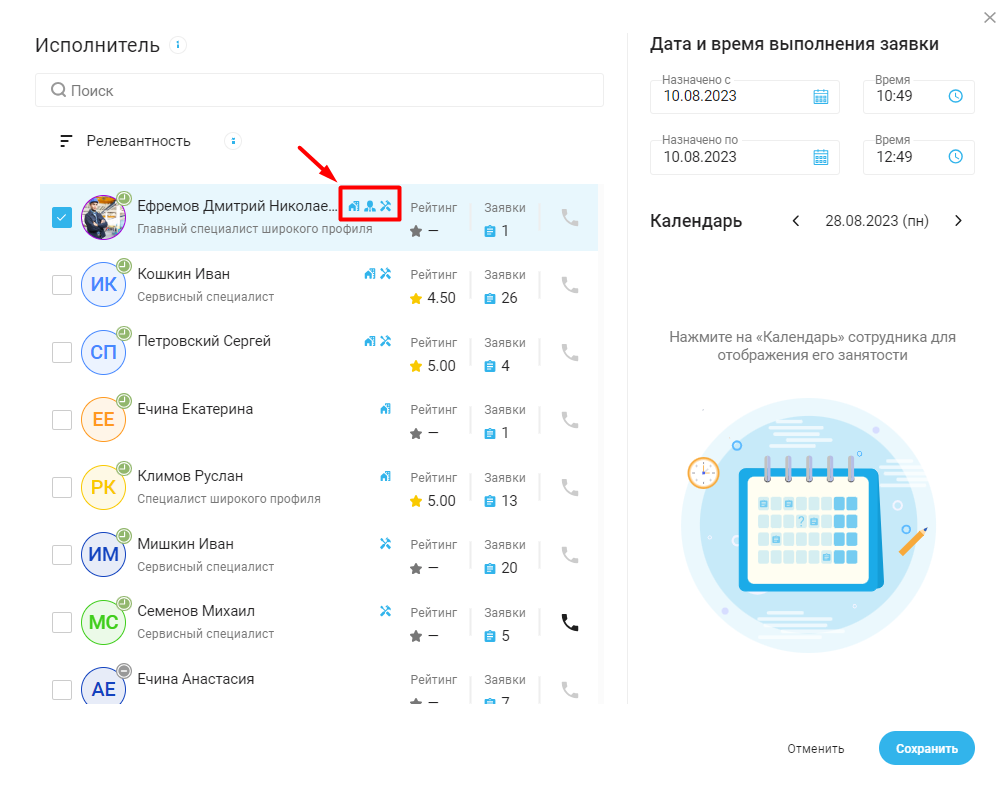 Исполнитель
Поиск
Релевантность
Ефремов Дмитрий Николае...
Главный специалист широкого профиля
Рейтинг
—
Заявки
1
ИК
Кошкин Иван
Сервисный специалист
Рейтинг
4.50
Заявки
26
СП
Петровский Сергей
Рейтинг
5.00
Заявки
4
ЕЕ
Ечина Екатерина
Рейтинг
—
Заявки
1
РК
Климов Руслан
Специалист широкого профиля
Рейтинг
5.00
Заявки
13
ИМ
Мишкин Иван
Сервисный специалист
Рейтинг
—
Заявки
20
МС
Семенов Михаил
Сервисный специалист
Рейтинг
—
Заявки
5
АЕ
Ечина Анастасия
Рейтинг
—
Заявки
7
Дата и время выполнения заявки
Назначено с
10.08.2023
Время
10:49
Назначено по
10.08.2023
Время
12:49
Календарь
28.08.2023 (пн)
Нажмите на «Календарь» сотрудника для
отображения его занятости
?
Отменить
Сохранить